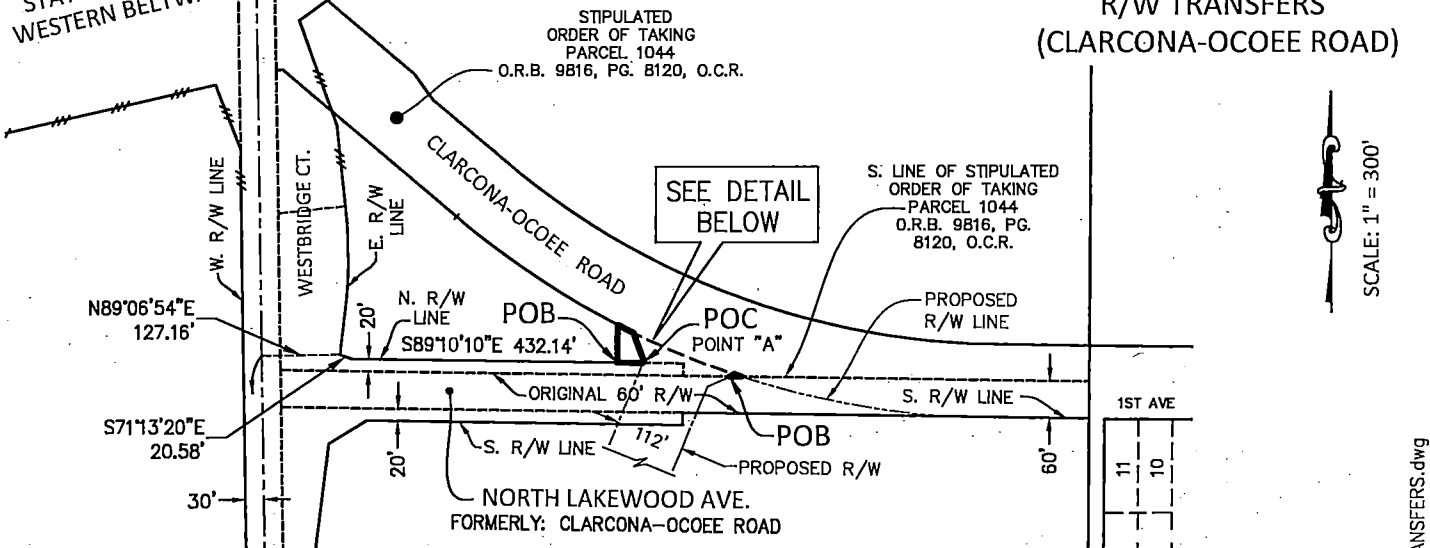 WESTERN
R/W TRANSFERS
(CLARCONA-OCOEE ROAD)
STIPULATED
ORDER OF TAKING
PARCEL 1044
O.R.B. 9816, PG. 8120, O.C.R.
CLARCONA-OCOEE ROAD
SEE DETAIL
BELOW
S. LINE OF STIPULATED
ORDER OF TAKING
PARCEL 1044
O.R.B. 9816, PG.
8120, O.C.R.
SCALE: 1" = 300'
W. R/W LINE
WESTBRIDGE CT.
E. R/W
LINE
N89°06'54"E
127.16'
20'
N. R/W
LINE
S89°10'10"E 432.14'
POB
POC
POINT "A"
PROPOSED
R/W LINE
ORIGINAL 60' R/W
S. R/W LINE
1ST AVE
S71°13'20"E
20.58'
20'
S. R/W LINE
112'
POB
PROPOSED R/W
60'
11
10
30'
NORTH LAKEWOOD AVE.
FORMERLY: CLARCONA-OCOEE ROAD
ANSFERS.dwg